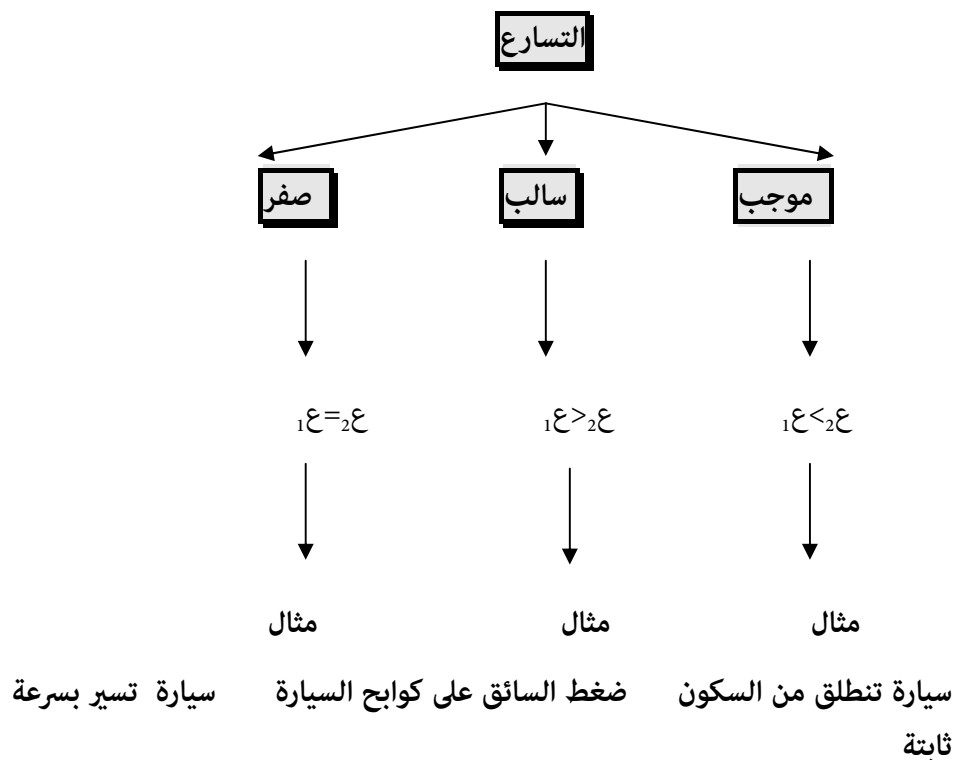 التسارع
موجب سالب صفر
ع₂>ع₁ ع₂<ع₁ ع₂=ع₁
مثال مثال مثال
سيارة تنطلق من السكون ضغط السائق على كوابح السيارة سيارة تسير بسرعة
ثابتة